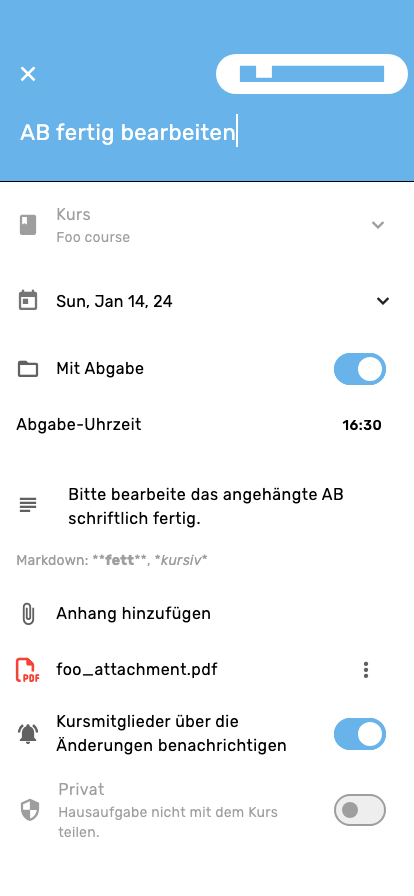 AB fertig bearbeiten
Kurs
Foo course
Sun, Jan 14, 24
Mit Abgabe
Abgabe-Uhrzeit 16:30
Bitte bearbeite das angehängte AB
schriftlich fertig.
Markdown: **fett**, *kursiv*
Anhang hinzufügen
PDF foo_attachment.pdf
Kursmitglieder über die
Änderungen benachrichtigen
Privat
Hausaufgabe nicht mit dem Kurs
teilen.